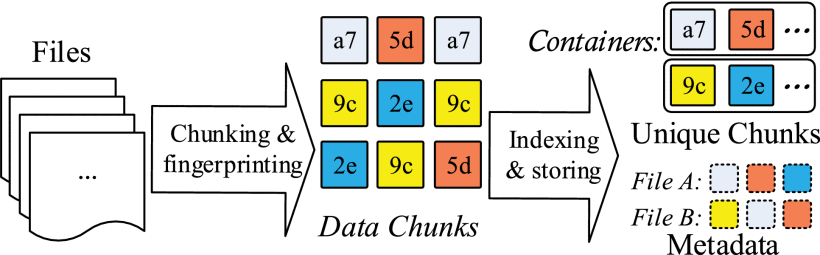 Files
...
Chunking &
fingerprinting
a7 5d a7
9c 2e 9c
2e 9c 5d
Data Chunks
Indexing
& storing
Containers:
a7 5d ...
9c 2e ...
Unique Chunks
File A:
File B:
Metadata